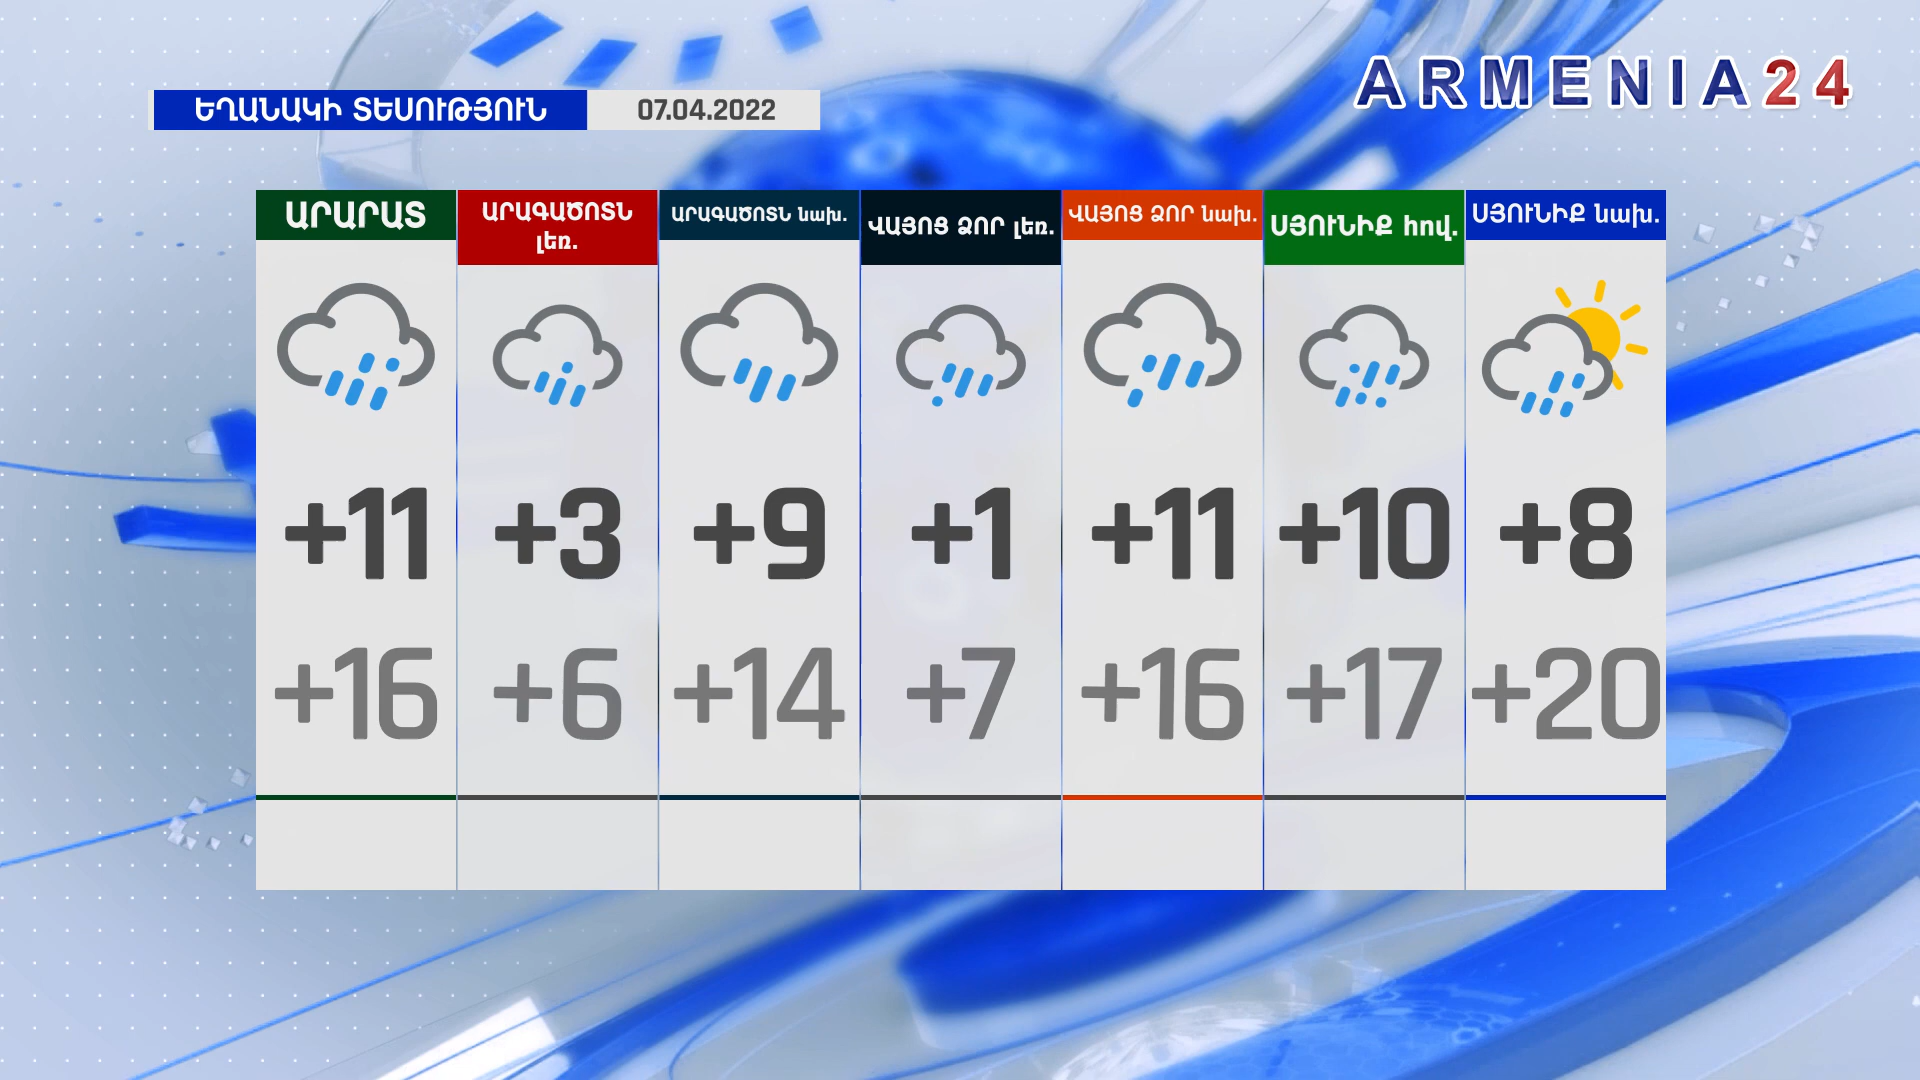 ARMENIA24
ԵՂԱՆԱԿԻ ՏԵՍՈՒԹՅՈՒՆ 07.04.2022
ԱՐԱՐԱՏ
+11
+16
ԱՐԱԳԱԾՈՏՆ
լեռ.
+3
+6
ԱՐԱԳԱԾՈՏՆ նախ.
+9
+14
ՎԱՅՈՑ ՁՈՐ լեռ.
+1
+7
ՎԱՅՈՑ ՁՈՐ նախ.
+11
+16
ՍՅՈՒՆԻՔ հով.
+10
+17
ՍՅՈՒՆԻՔ նախ.
+8
+20